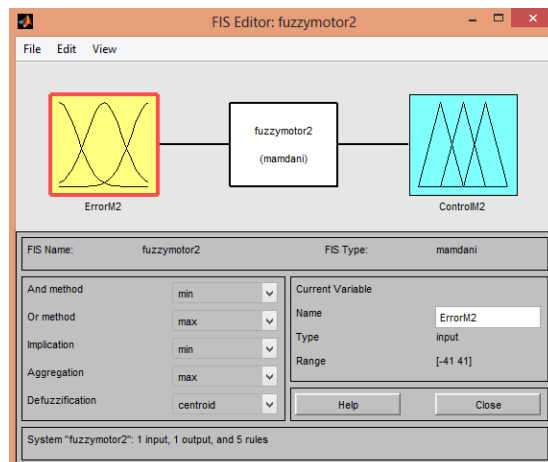 FIS Editor: fuzzymotor2
File Edit View
fuzzymotor2
(mamdani)
ErrorM2
ControlM2
FIS Name: fuzzymotor2 FIS Type: mamdani
And method min
Or method max
Implication min
Aggregation max
Defuzzification centroid
Current Variable
Name ErrorM2
Type input
Range [-41 41]
Help Close
System "fuzzymotor2": 1 input, 1 output, and 5 rules